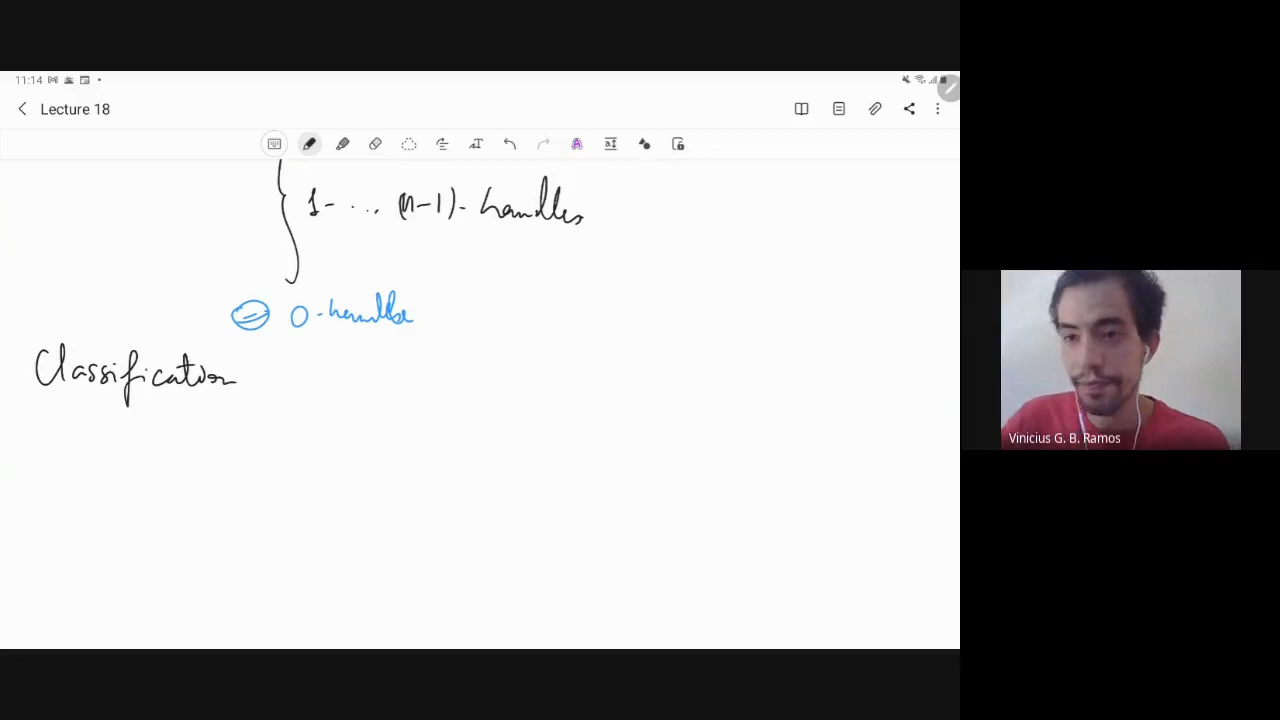 11:14
Lecture 18
1- ... (n-1)- handles
0-handle
Classification
Vinicius G. B. Ramos